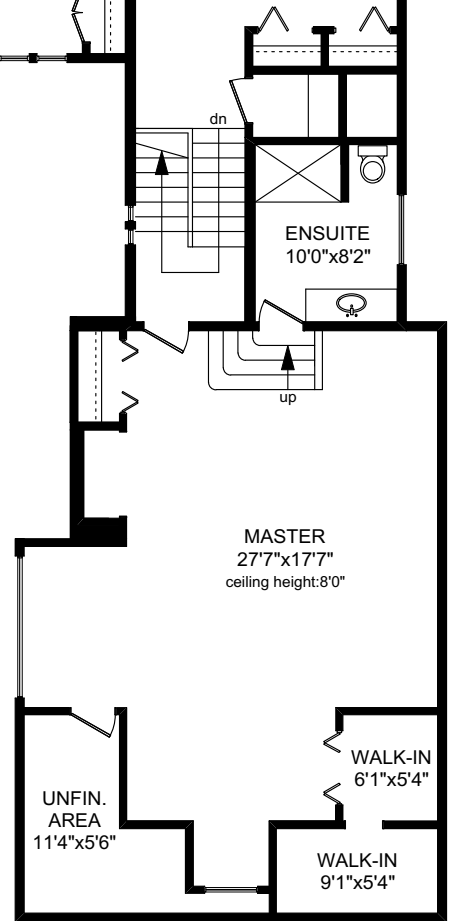 dn
ENSUITE
10'0"x8'2"
up
MASTER
27'7"x17'7"
ceiling height:8'0"
WALK-IN
6'1"x5'4"
UNFIN.
AREA
11'4"x5'6"
WALK-IN
9'1"x5'4"